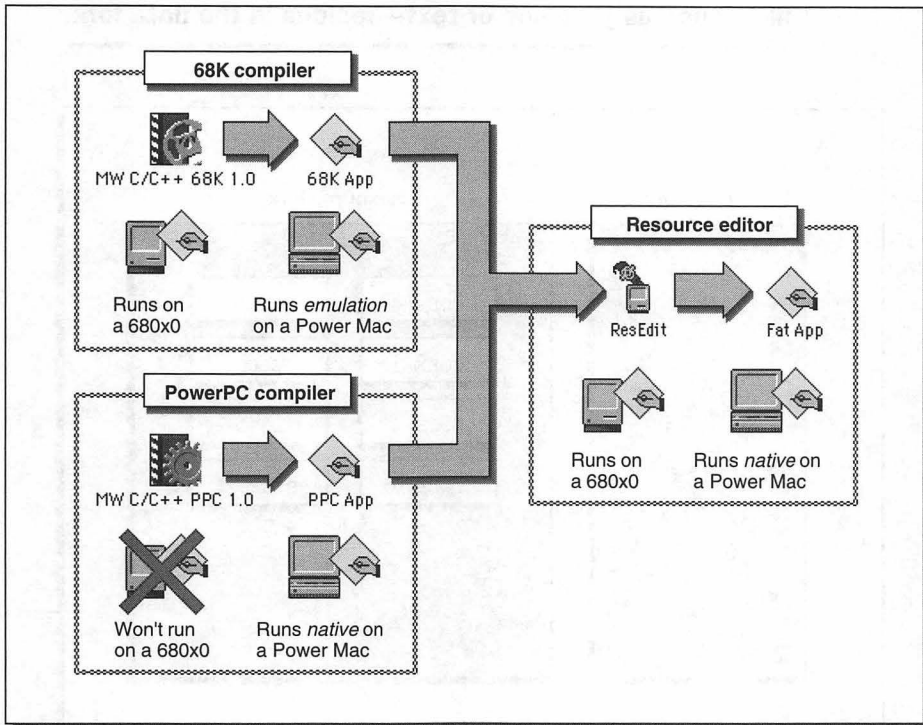 68K compiler
MW C/C++ 68K 1.0
68K App
Runs on
a 680x0
Runs emulation
on a Power Mac
PowerPC compiler
MW C/C++ PPC 1.0
PPC App
Won't run
on a 680x0
Runs native on
a Power Mac
Resource editor
ResEdit
Fat App
Runs on
a 680x0
Runs native on
a Power Mac